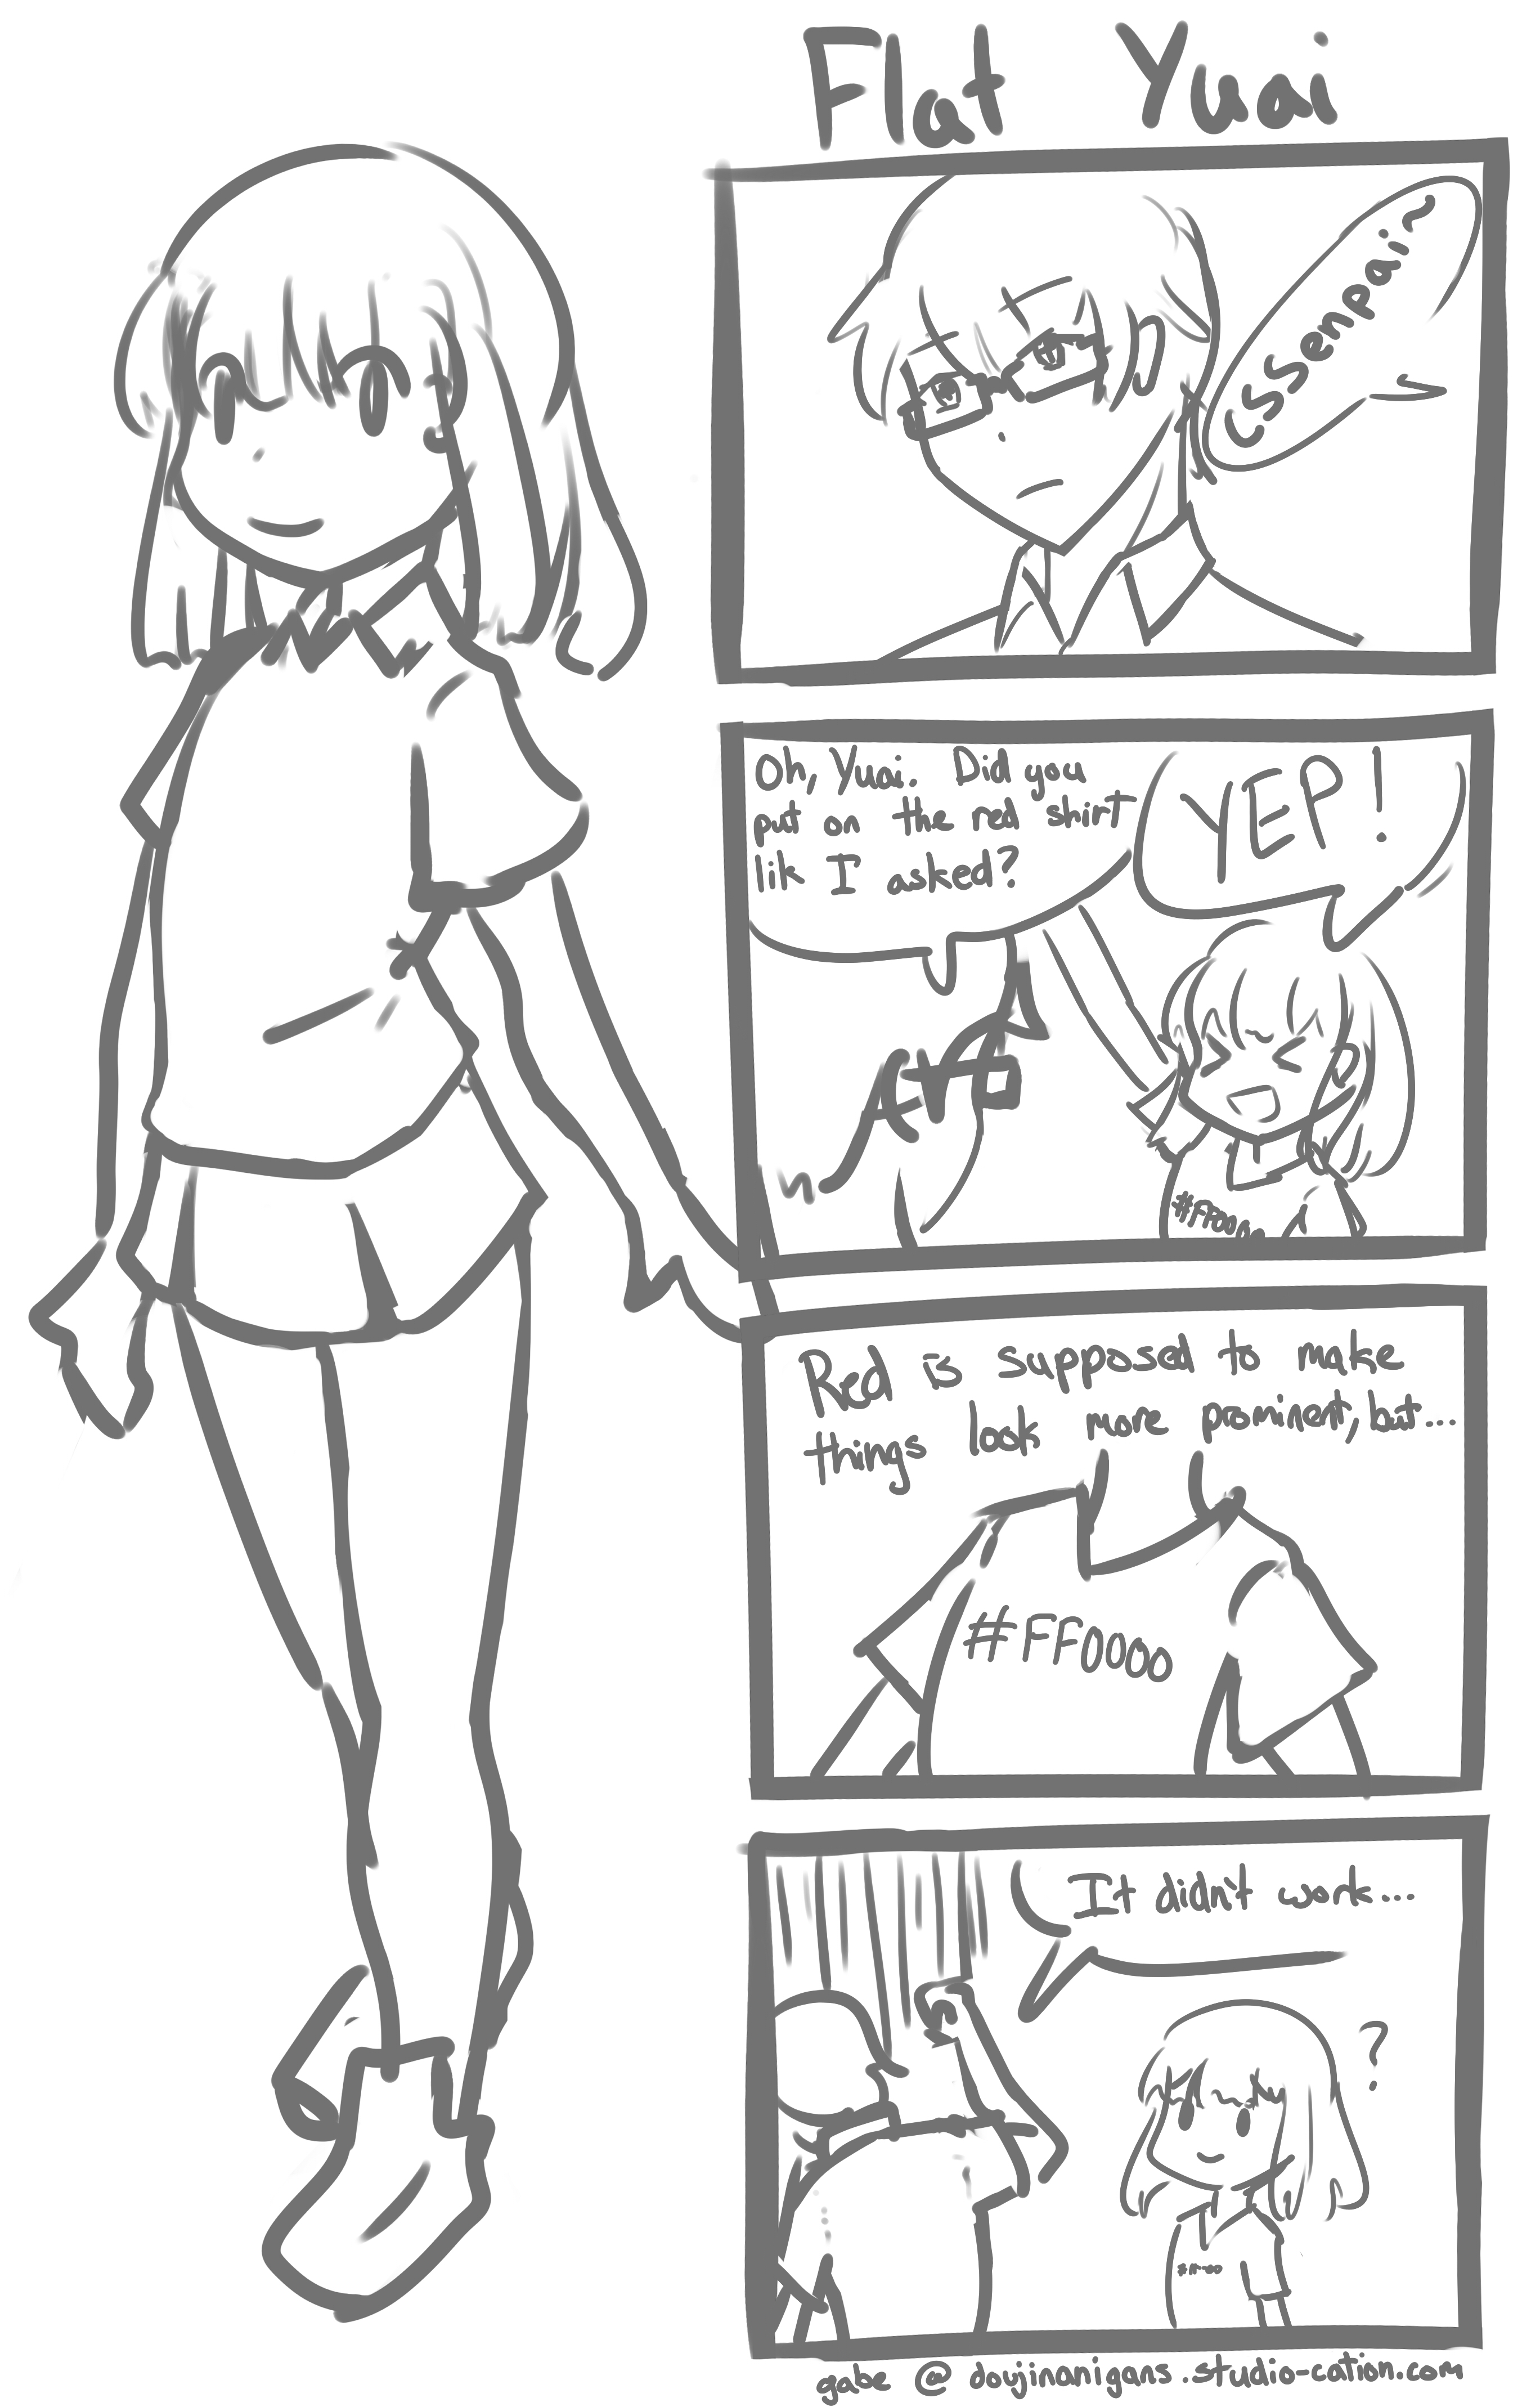 Flat Yuai
Senpai~
Oh, Yuai. Did you
put on the red shirt
lik I asked?
YEP!
#FF0000
Red is supposed to make
things look more prominent, but...
#FF0000
It didn't work...
?
gabe @ doujinanigans.studio-cation.com